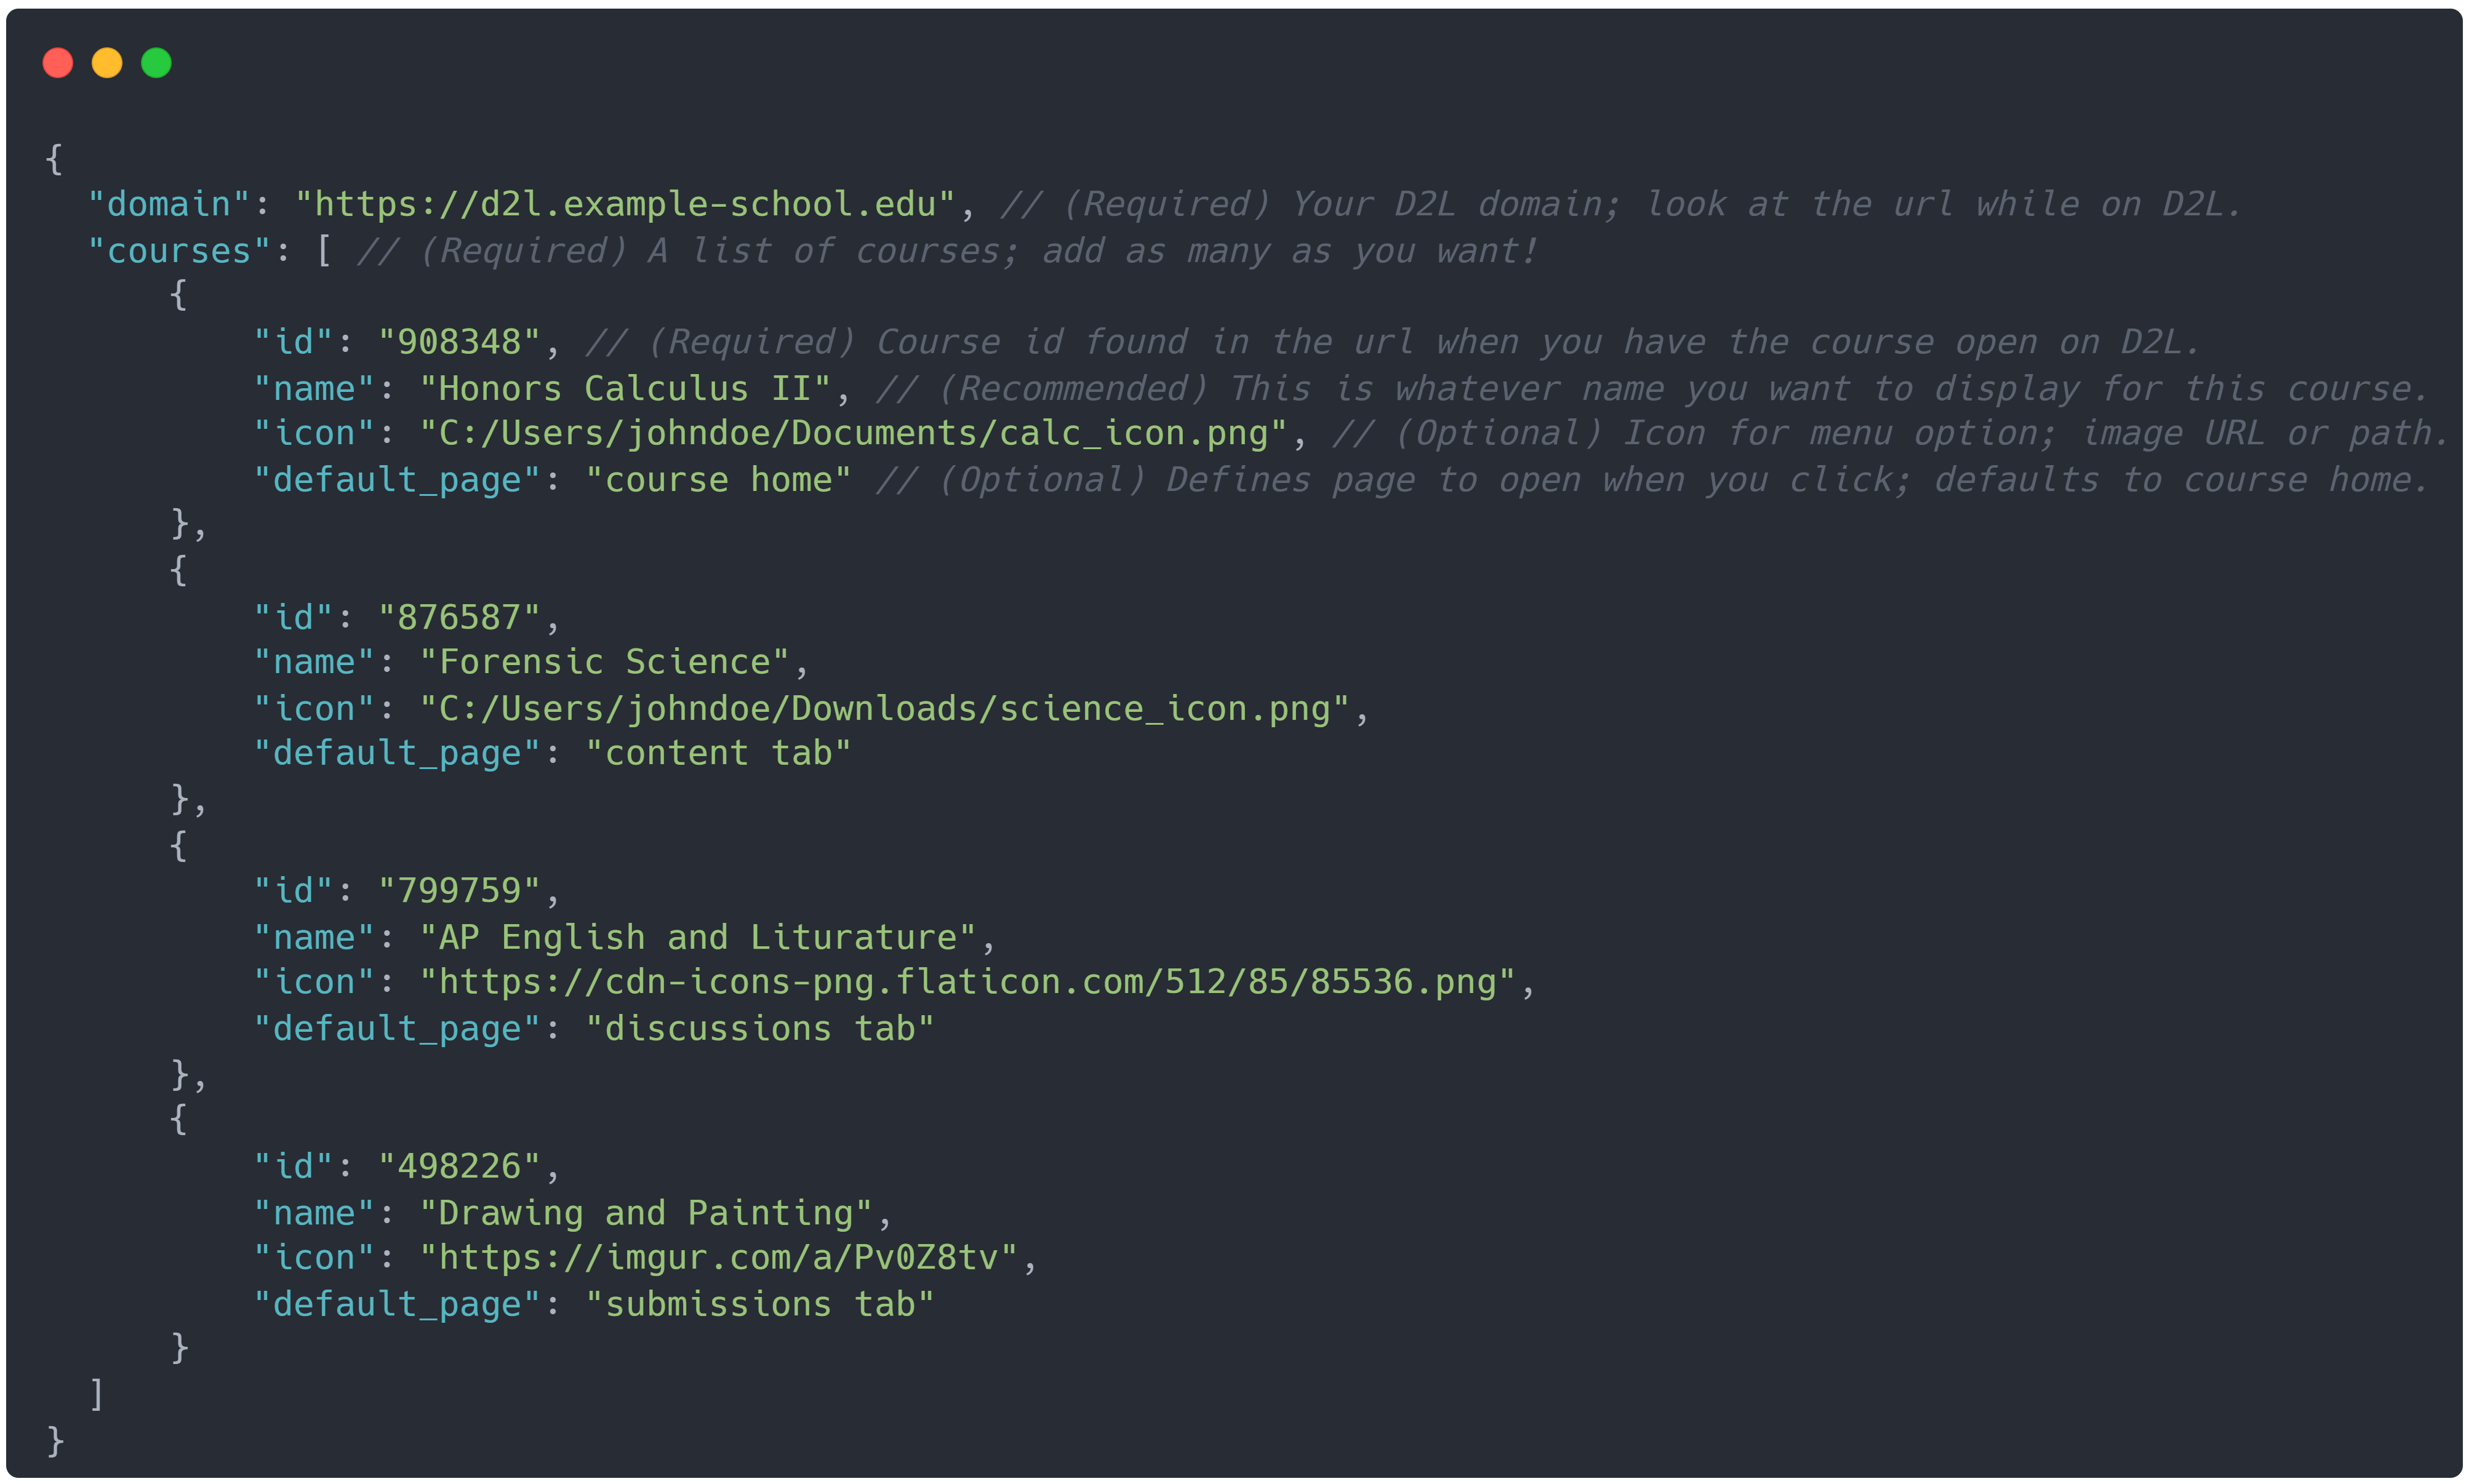 {
  "domain": "https://d2l.example-school.edu", // (Required) Your D2L domain; look at the url while on D2L.
  "courses": [ // (Required) A list of courses; add as many as you want!
      {
          "id": "908348", // (Required) Course id found in the url when you have the course open on D2L.
          "name": "Honors Calculus II", // (Recommended) This is whatever name you want to display for this course.
          "icon": "C:/Users/johndoe/Documents/calc_icon.png", // (Optional) Icon for menu option; image URL or path.
          "default_page": "course home" // (Optional) Defines page to open when you click; defaults to course home.
      },
      {
          "id": "876587",
          "name": "Forensic Science",
          "icon": "C:/Users/johndoe/Downloads/science_icon.png",
          "default_page": "content tab"
      },
      {
          "id": "799759",
          "name": "AP English and Liturature",
          "icon": "https://cdn-icons-png.flaticon.com/512/85/85536.png",
          "default_page": "discussions tab"
      },
      {
          "id": "498226",
          "name": "Drawing and Painting",
          "icon": "https://imgur.com/a/Pv0Z8tv",
          "default_page": "submissions tab"
      }
  ]
}